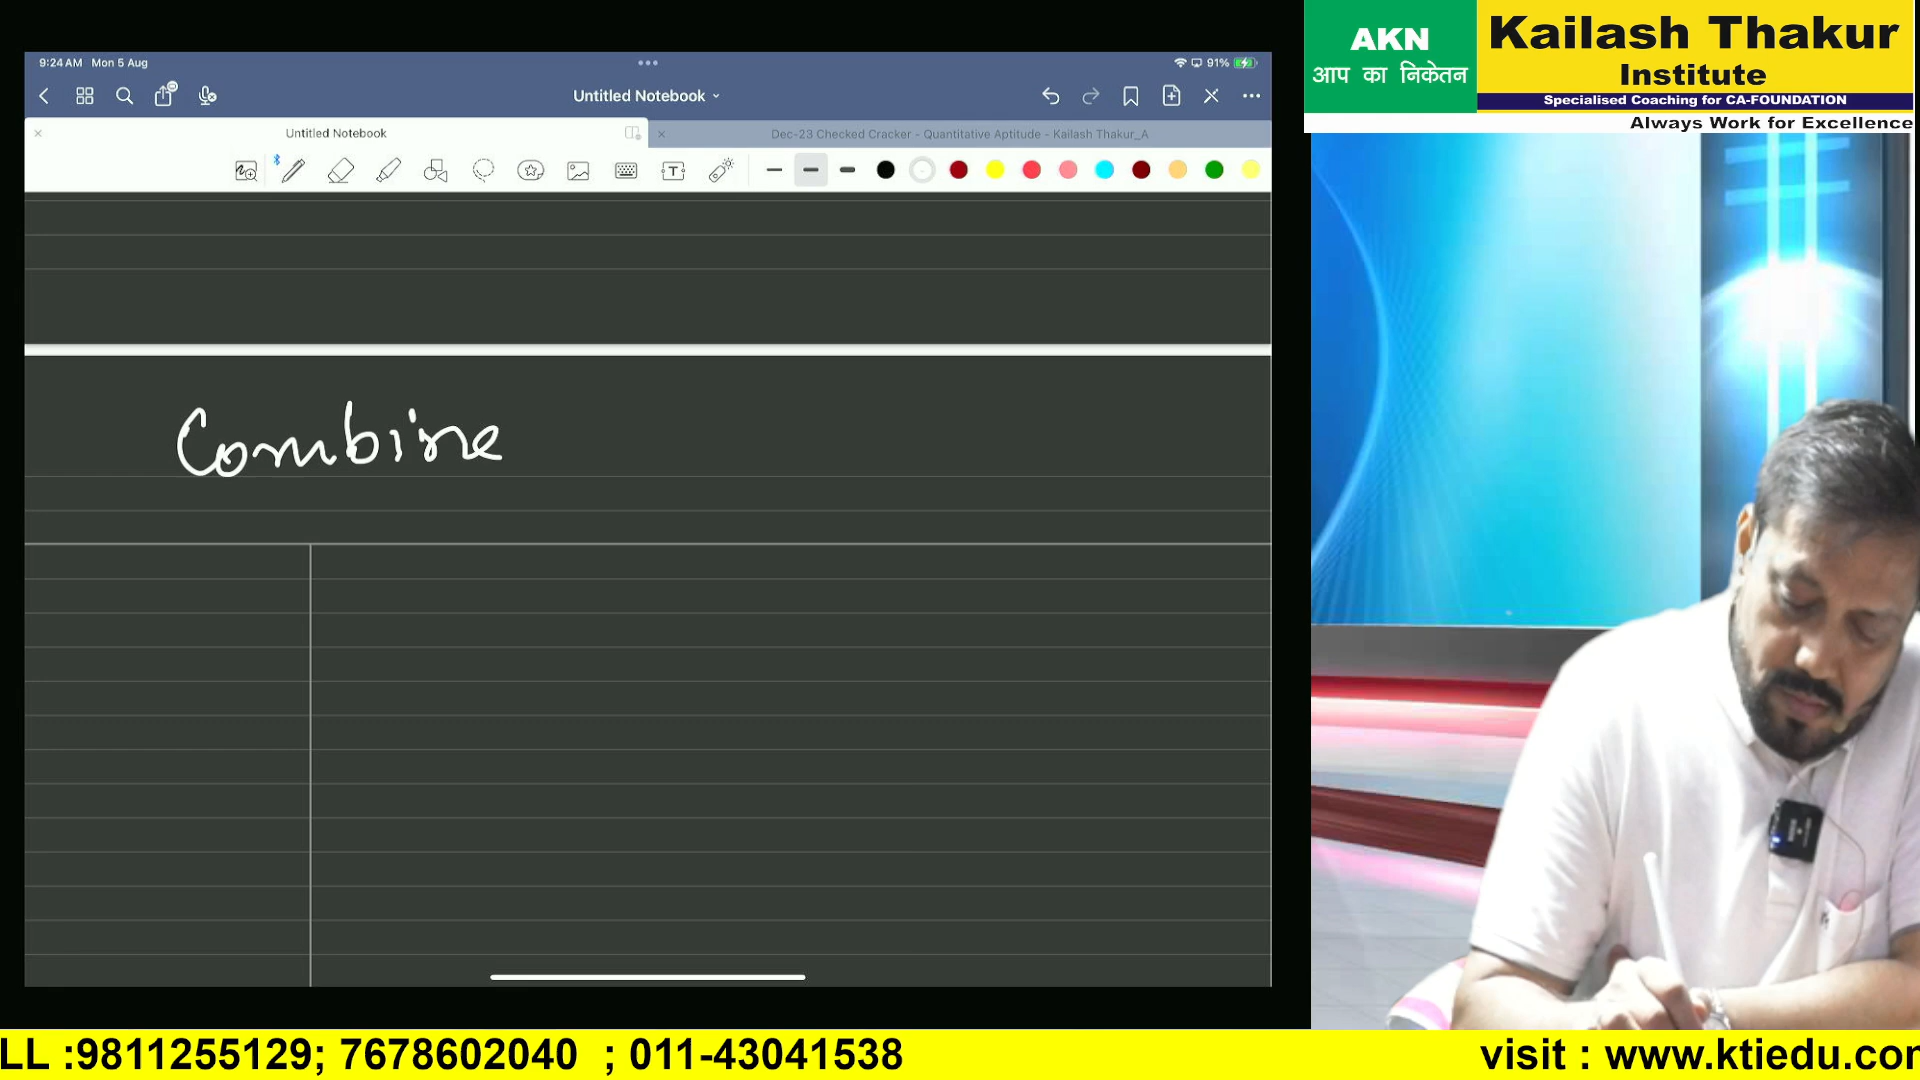 AKN
आप का निकेतन
Kailash Thakur
Institute
Specialised Coaching for CA-FOUNDATION
Always Work for Excellence
9:24 AM Mon 5 Aug
91%
Untitled Notebook
Untitled Notebook
Dec-23 Checked Cracker - Quantitative Aptitude - Kailash Thakur_A
T
Combine
LL :9811255129; 7678602040 ; 011-43041538
visit : www.ktiedu.com